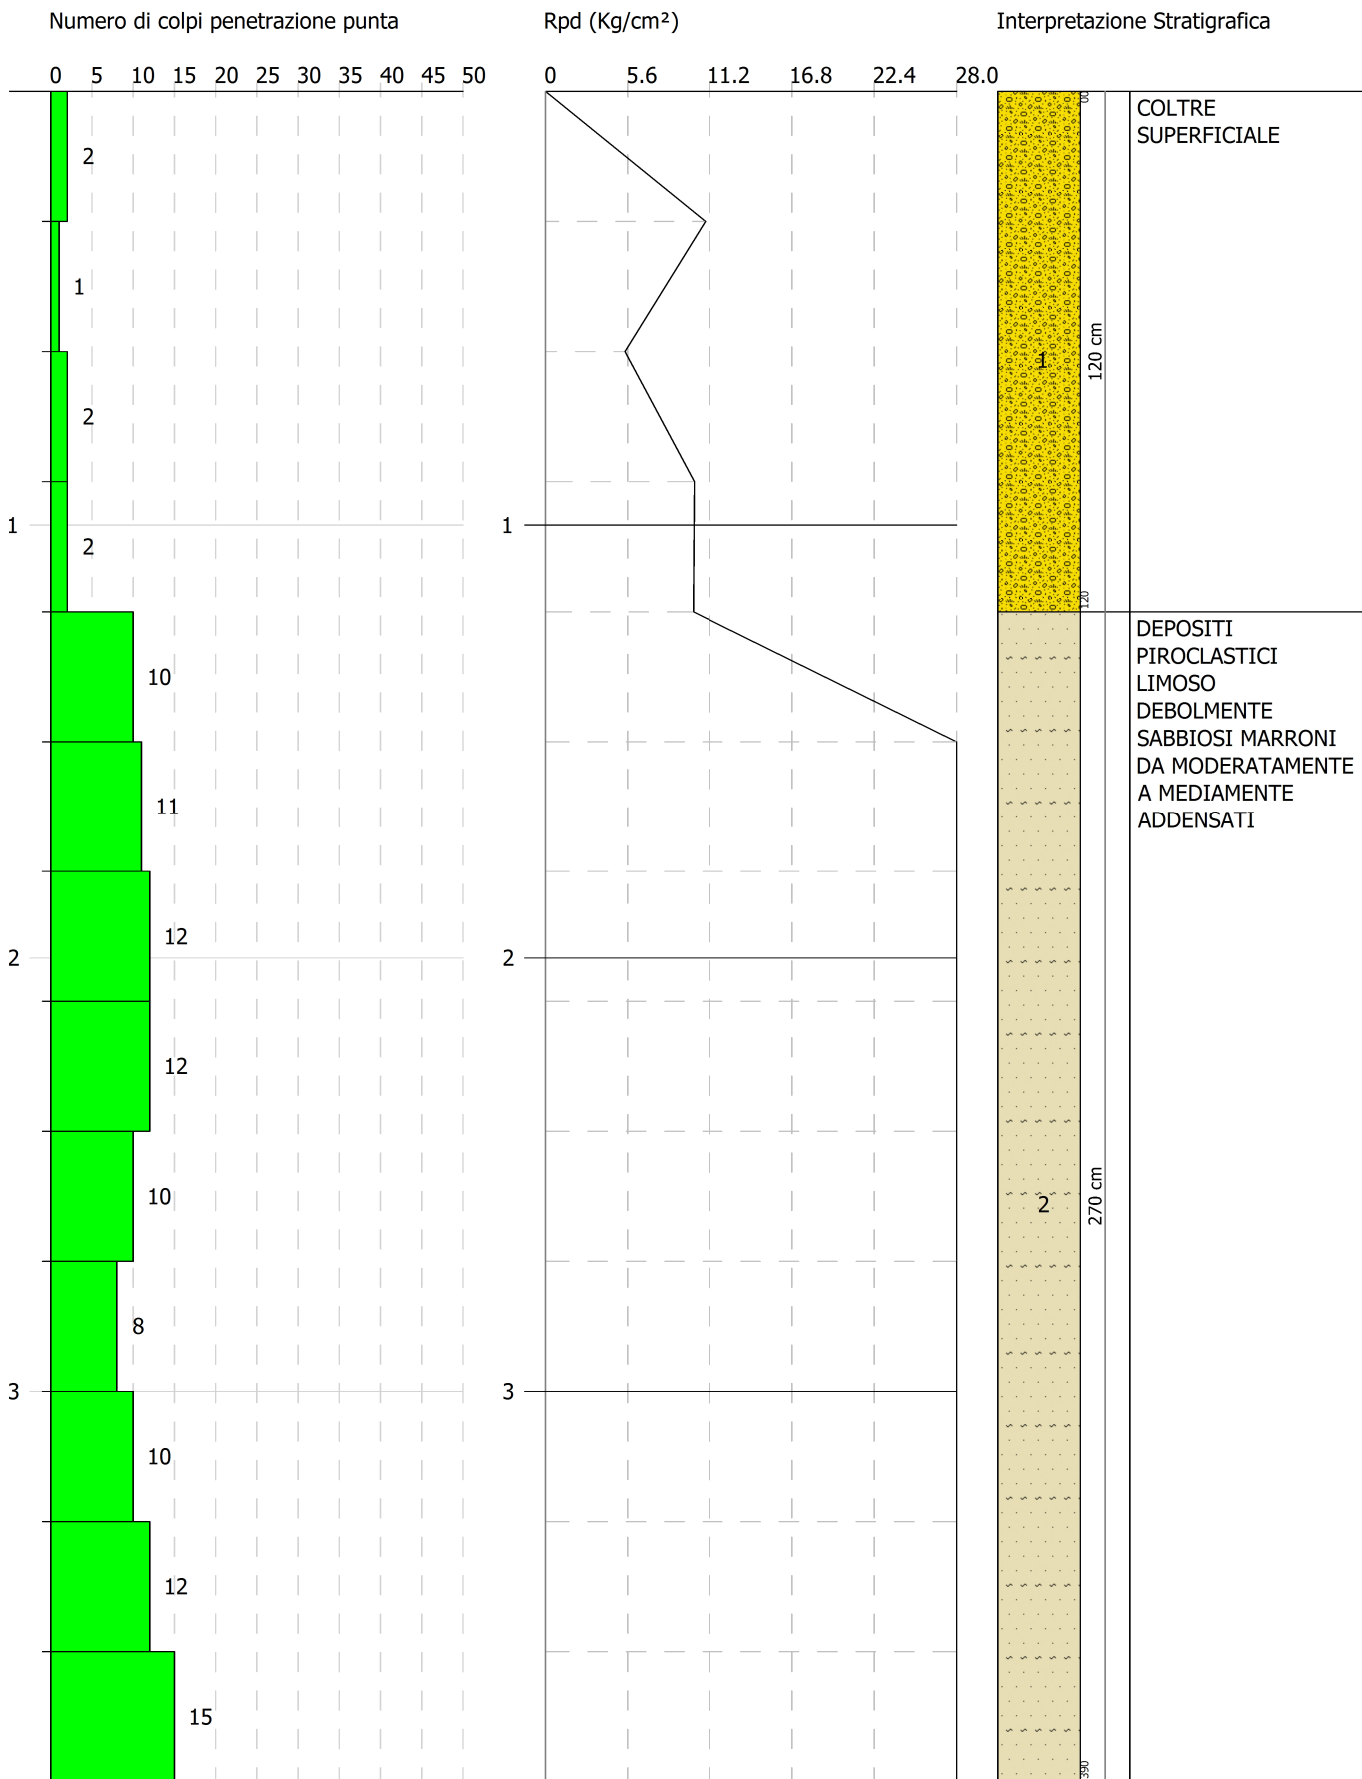 Numero di colpi penetrazione punta
Rpd (Kg/cm²)
Interpretazione Stratigrafica
0 5 10 15 20 25 30 35 40 45 50
0 5.6 11.2 16.8 22.4 28.0
2
1
2
2
10
11
12
12
10
8
10
12
15
1
2
3
1
2
3
00
1
120 cm
120
2
270 cm
390
COLTRE
SUPERFICIALE
DEPOSITI
PIROCLASTICI
LIMOSO
DEBOLMENTE
SABBIOSI MARRONI
DA MODERATAMENTE
A MEDIAMENTE
ADDENSATI